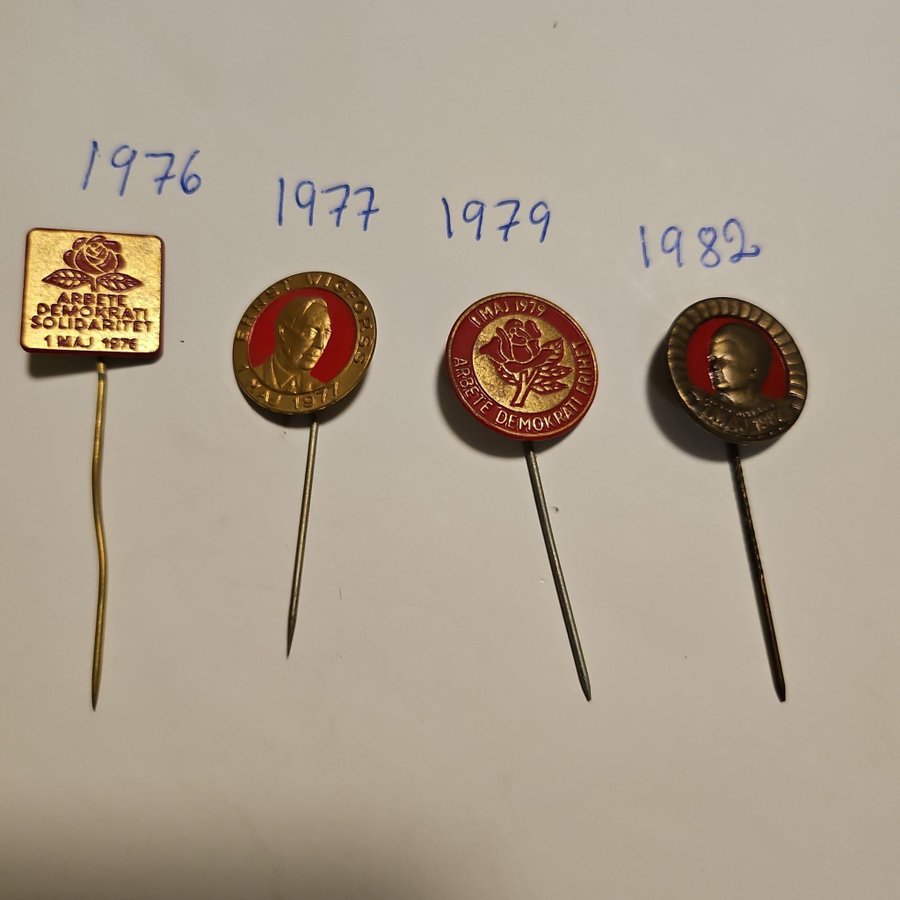 1976
1977
1979
1982
ARBETE
DEMOKRATI
SOLIDARITET
1 MAJ 1976
ERNST WIGFORSS
1 MAJ 1977
1 MAJ 1979
ARBETE DEMOKRATI FRIHET